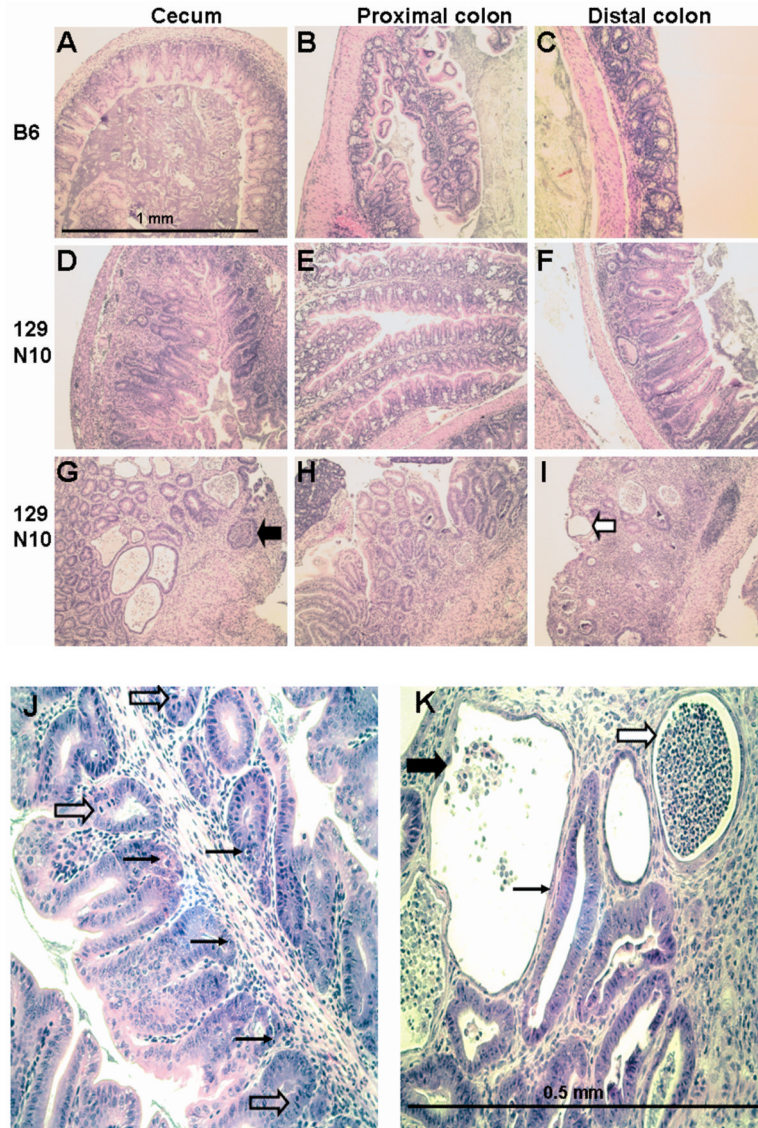 Cecum Proximal colon Distal colon
A B C
B6
1 mm
D E F
129
N10
G H I
129
N10
J K
0.5 mm